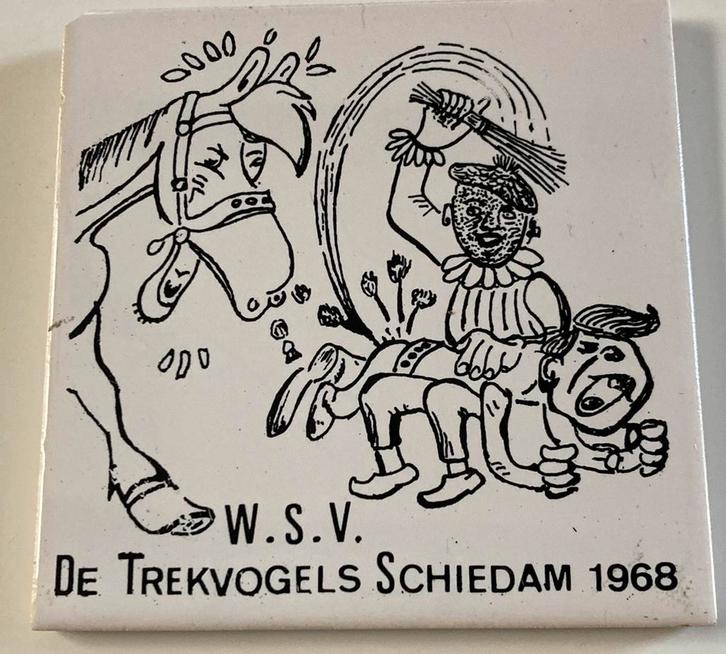 W.S.V.
DE TREKVOGELS SCHIEDAM 1968